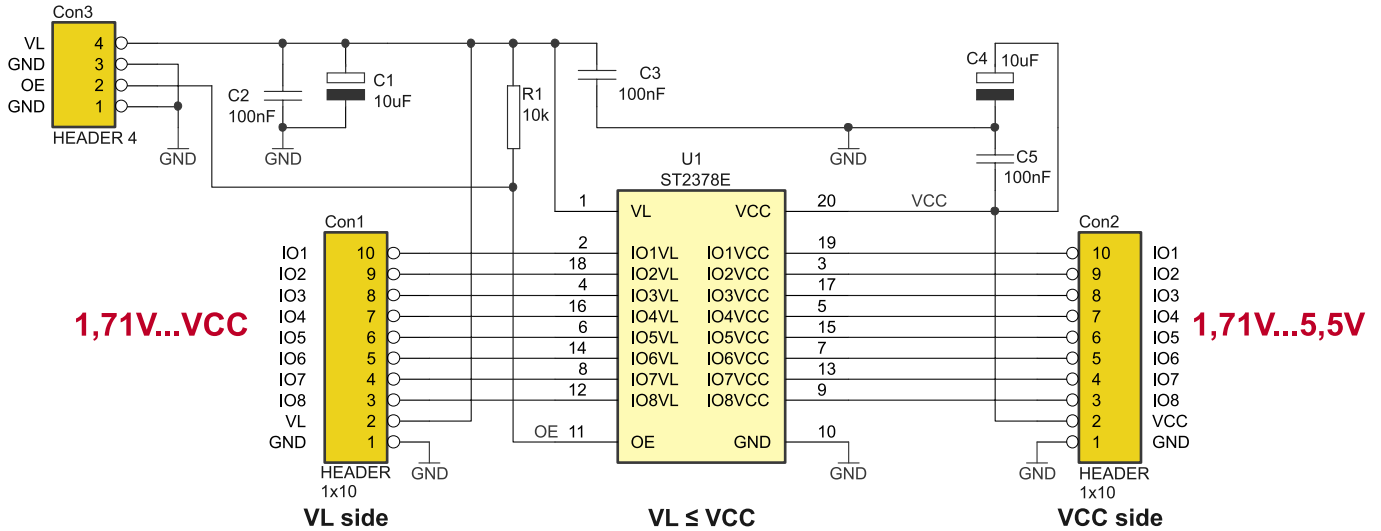 Con3
VL 4
GND 3
OE 2
GND 1
HEADER 4
GND
C2
100nF
GND
C1
10uF
R1
10k
C3
100nF
GND
C4
10uF
C5
100nF
U1
ST2378E
1 VL VCC 20 VCC
2 IO1VL IO1VCC 19
18 IO2VL IO2VCC 3
4 IO3VL IO3VCC 17
16 IO4VL IO4VCC 5
6 IO5VL IO5VCC 15
14 IO6VL IO6VCC 7
8 IO7VL IO7VCC 13
12 IO8VL IO8VCC 9
OE 11 OE GND 10
GND
Con1
IO1 10
IO2 9
IO3 8
IO4 7
IO5 6
IO6 5
IO7 4
IO8 3
VL 2
GND 1
GND
HEADER
1x10
1,71V...VCC
Con2
10 IO1
9 IO2
8 IO3
7 IO4
6 IO5
5 IO6
4 IO7
3 IO8
2 VCC
1 GND
GND
HEADER
1x10
1,71V...5,5V
VL side
VL ≤ VCC
VCC side